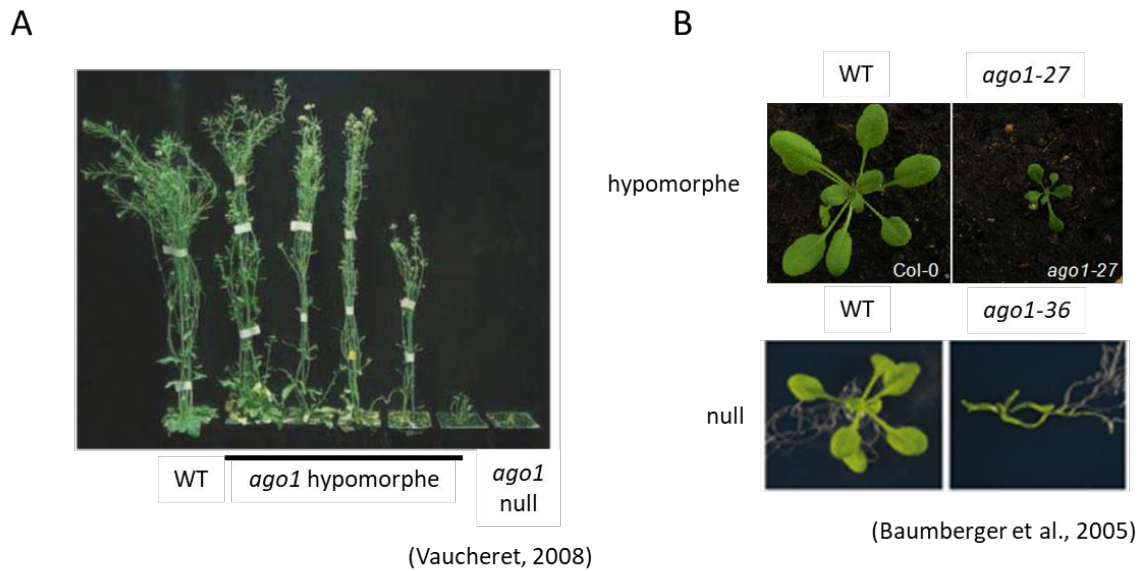 A
WT
ago1 hypomorphe
ago1
null
(Vaucheret, 2008)
B
WT
ago1-27
hypomorphe
Col-0
ago1-27
WT
ago1-36
null
(Baumberger et al., 2005)